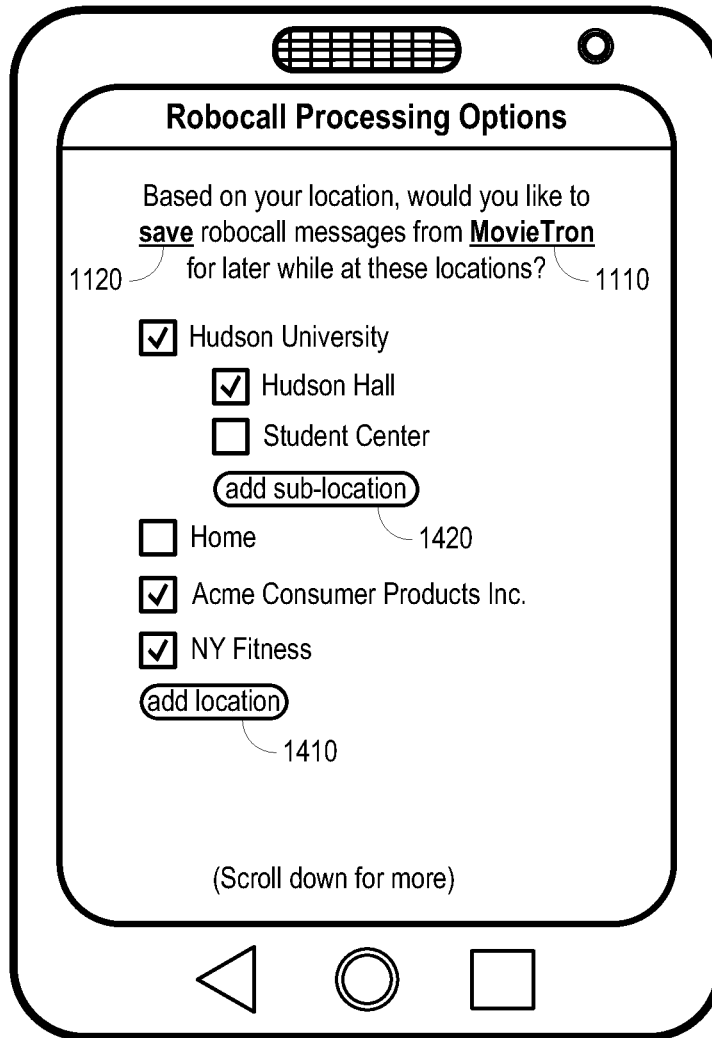 Robocall Processing Options
Based on your location, would you like to
save robocall messages from MovieTron
for later while at these locations?
1120
1110
Hudson University
Hudson Hall
Student Center
add sub-location
1420
Home
Acme Consumer Products Inc.
NY Fitness
add location
1410
(Scroll down for more)